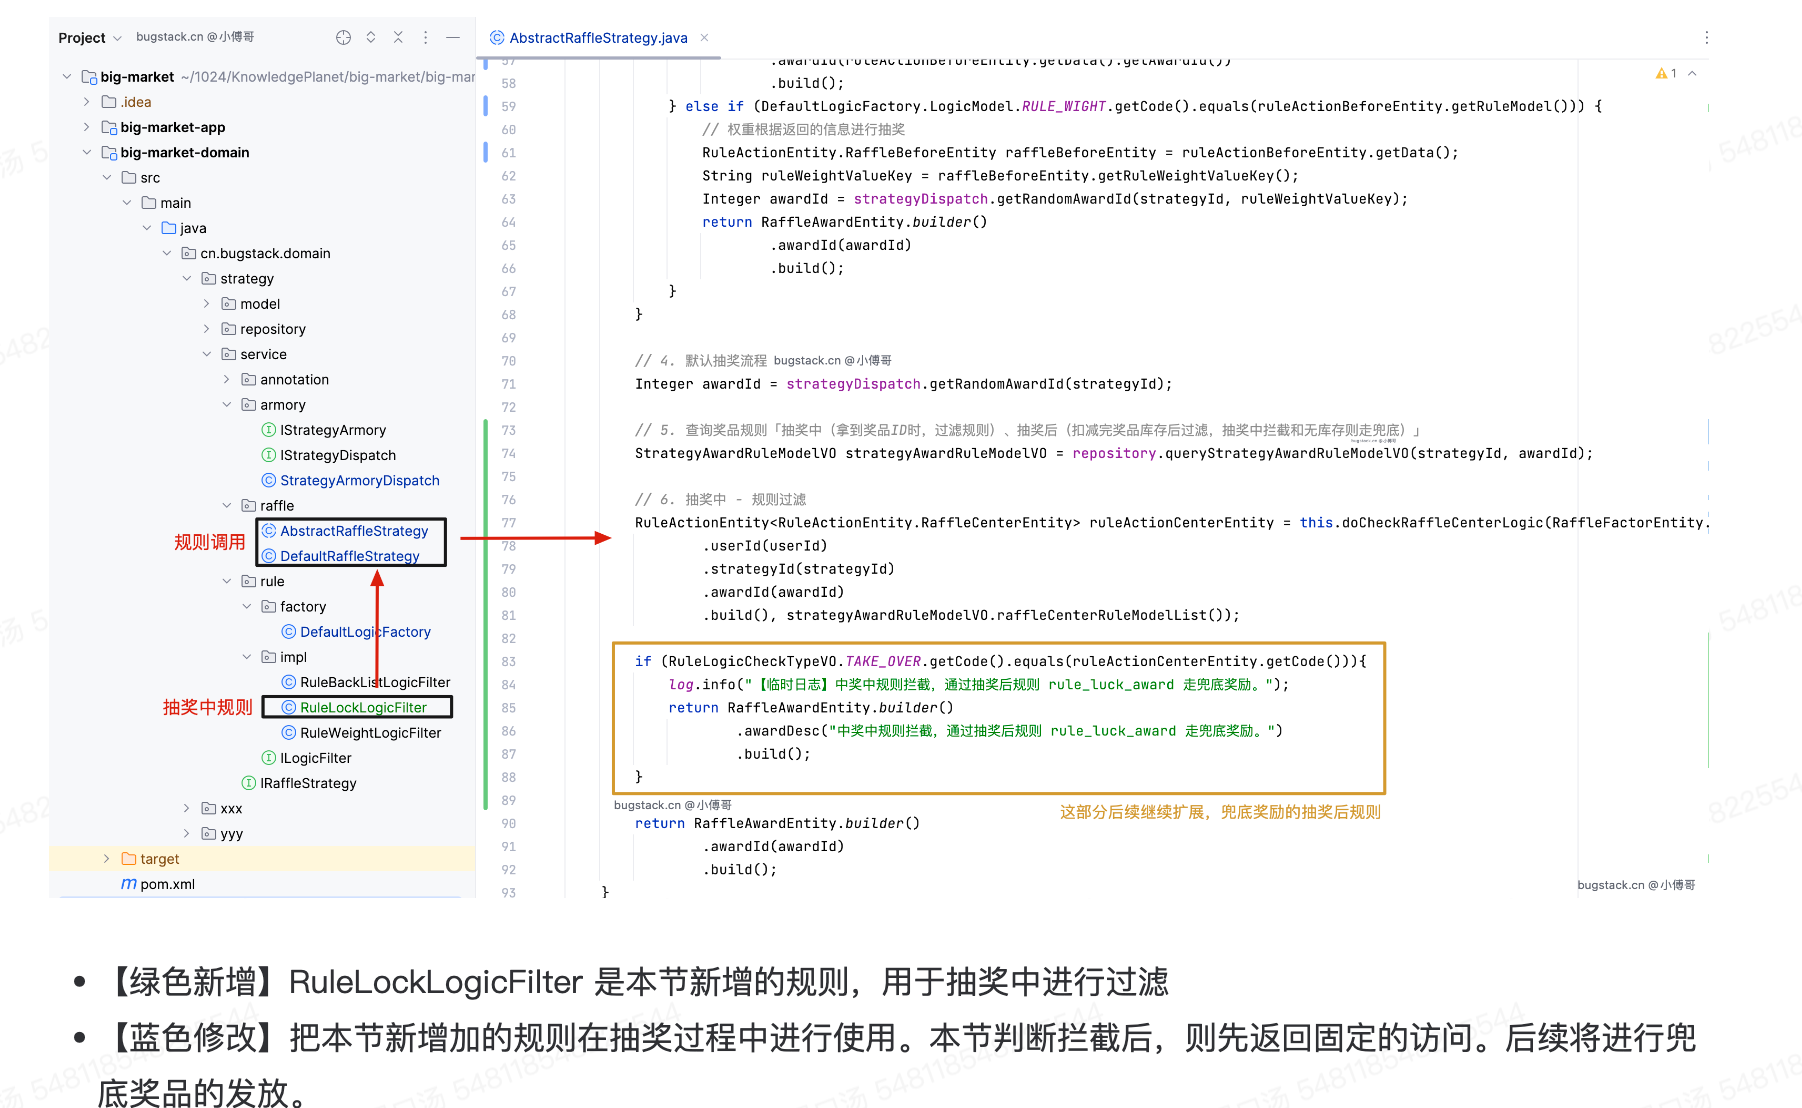 Project bugstack.cn @小傅哥
big-market ~/1024/KnowledgePlanet/big-market/big-mar
.idea
big-market-app
big-market-domain
src
main
java
cn.bugstack.domain
strategy
model
repository
service
annotation
armory
IStrategyArmory
IStrategyDispatch
StrategyArmoryDispatch
raffle
AbstractRaffleStrategy
规则调用
DefaultRaffleStrategy
rule
factory
DefaultLogicFactory
impl
RuleBackListLogicFilter
抽奖中规则
RuleLockLogicFilter
RuleWeightLogicFilter
ILogicFilter
IRaffleStrategy
xxx
yyy
target
pom.xml
AbstractRaffleStrategy.java
1
57 .awardId(ruleActionBeforeEntity.getData().getAwardId())
58 .build();
59 } else if (DefaultLogicFactory.LogicModel.RULE_WIGHT.getCode().equals(ruleActionBeforeEntity.getRuleModel())) {
60 // 权重根据返回的信息进行抽奖
61 RuleActionEntity.RaffleBeforeEntity raffleBeforeEntity = ruleActionBeforeEntity.getData();
62 String ruleWeightValueKey = raffleBeforeEntity.getRuleWeightValueKey();
63 Integer awardId = strategyDispatch.getRandomAwardId(strategyId, ruleWeightValueKey);
64 return RaffleAwardEntity.builder()
65 .awardId(awardId)
66 .build();
67 }
68 }
69
70 // 4. 默认抽奖流程 bugstack.cn @小傅哥
71 Integer awardId = strategyDispatch.getRandomAwardId(strategyId);
72
73 // 5. 查询奖品规则「抽奖中（拿到奖品ID时，过滤规则）、抽奖后（扣减完奖品库存后过滤，抽奖中拦截和无库存则走兜底）」
bugstack.cn @小傅哥
74 StrategyAwardRuleModelVO strategyAwardRuleModelVO = repository.queryStrategyAwardRuleModelVO(strategyId, awardId);
75
76 // 6. 抽奖中 - 规则过滤
77 RuleActionEntity<RuleActionEntity.RaffleCenterEntity> ruleActionCenterEntity = this.doCheckRaffleCenterLogic(RaffleFactorEntity.
78 .userId(userId)
79 .strategyId(strategyId)
80 .awardId(awardId)
81 .build(), strategyAwardRuleModelVO.raffleCenterRuleModelList());
82
83 if (RuleLogicCheckTypeVO.TAKE_OVER.getCode().equals(ruleActionCenterEntity.getCode())){
84 log.info("【临时日志】中奖中规则拦截，通过抽奖后规则 rule_luck_award 走兜底奖励。");
85 return RaffleAwardEntity.builder()
86 .awardDesc("中奖中规则拦截，通过抽奖后规则 rule_luck_award 走兜底奖励。")
87 .build();
88 }
89
bugstack.cn @小傅哥
这部分后续继续扩展，兜底奖励的抽奖后规则
90 return RaffleAwardEntity.builder()
91 .awardId(awardId)
92 .build();
93 }
bugstack.cn @小傅哥
• 【绿色新增】RuleLockLogicFilter 是本节新增的规则，用于抽奖中进行过滤
• 【蓝色修改】把本节新增加的规则在抽奖过程中进行使用。本节判断拦截后，则先返回固定的访问。后续将进行兜
底奖品的发放。